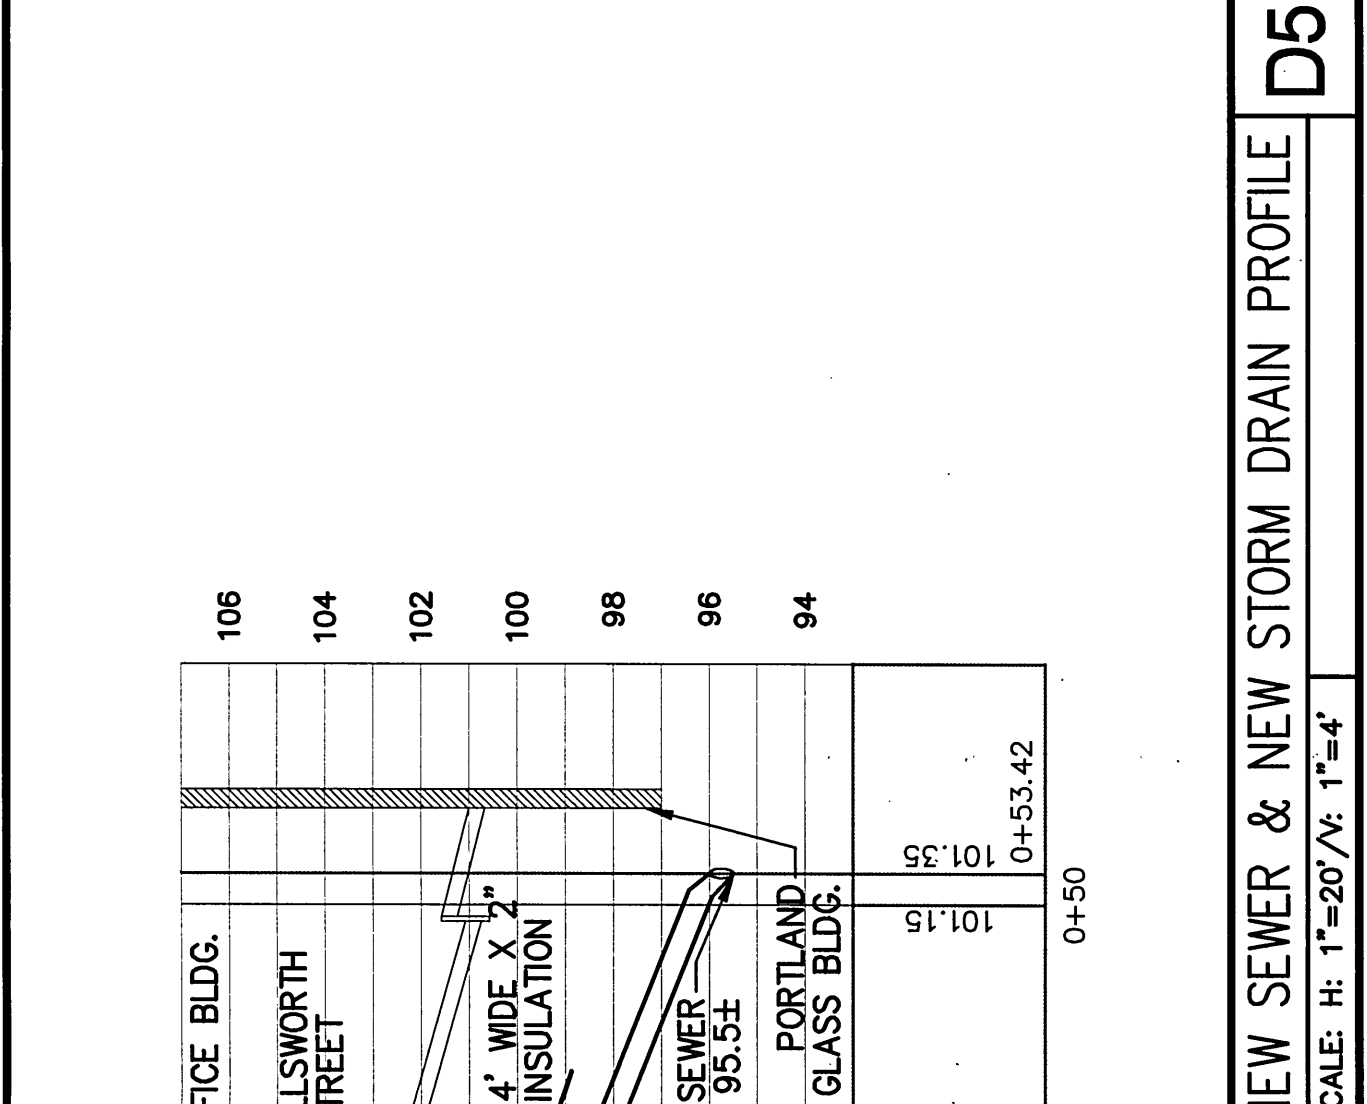 FICE BLDG.
LLSWORTH
TREET
4' WIDE X 2"
INSULATION
SEWER
95.5±
PORTLAND
GLASS BLDG.
106
104
102
100
98
96
94
101.15
101.35
0+53.42
0+50
EW SEWER & NEW STORM DRAIN PROFILE
CALE: H: 1"=20'/V: 1"=4'
D5